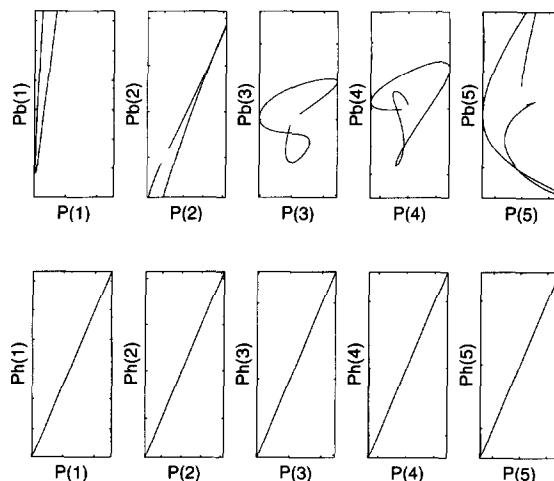 Pb(1) Pb(2) Pb(3) Pb(4) Pb(5)
P(1) P(2) P(3) P(4) P(5)
Ph(1) Ph(2) Ph(3) Ph(4) Ph(5)
P(1) P(2) P(3) P(4) P(5)